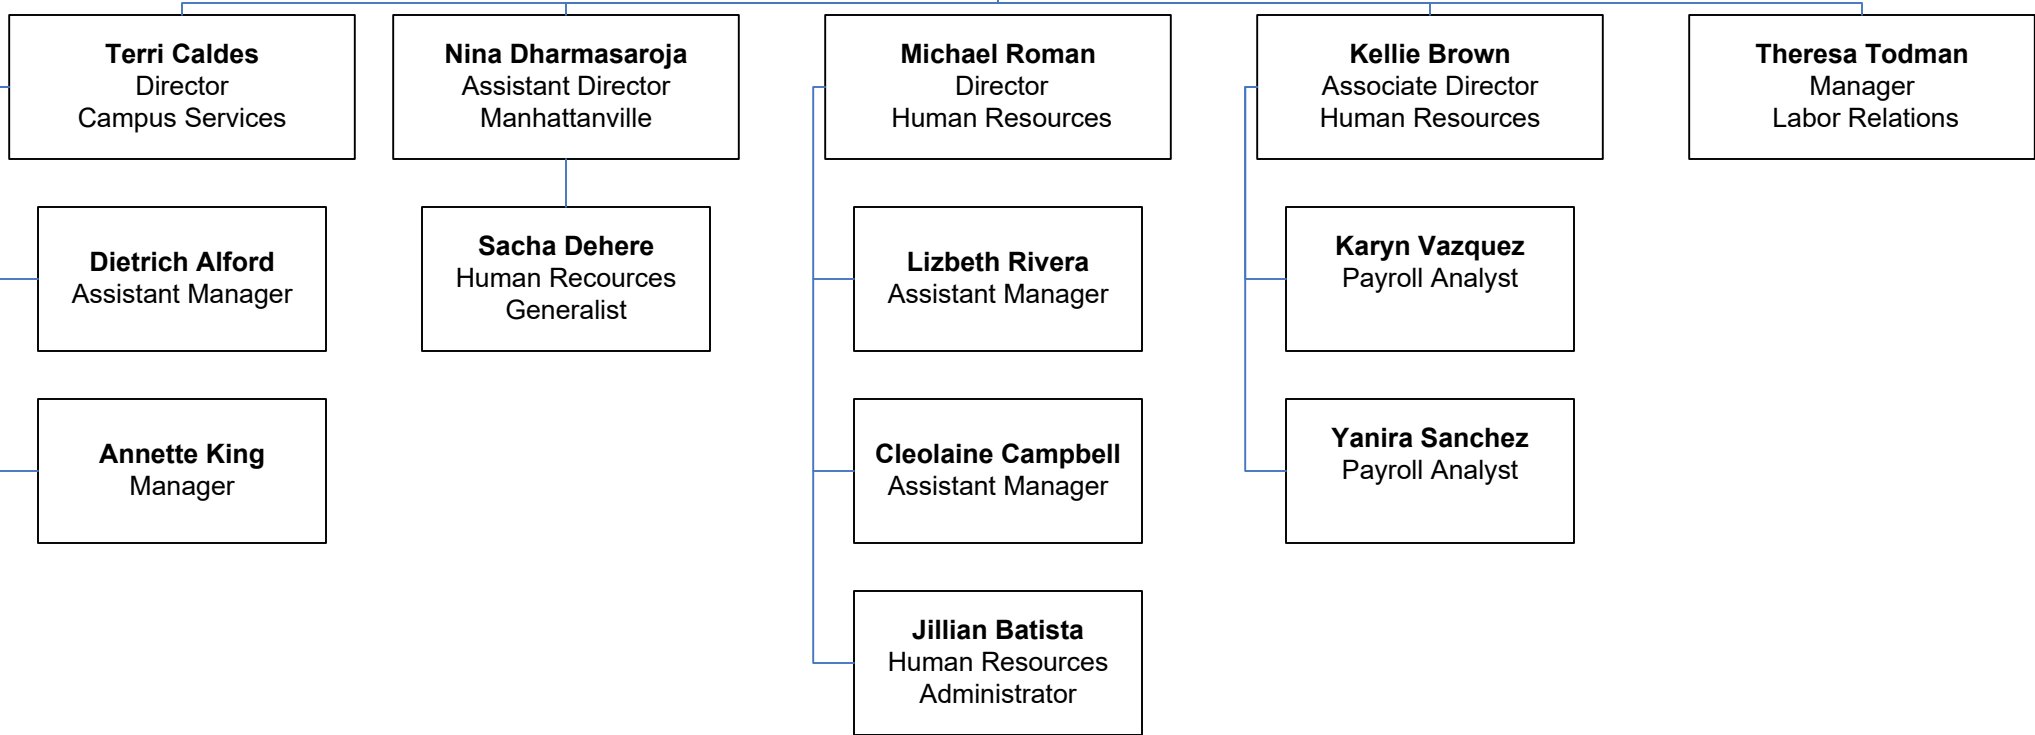 Terri Caldes
Director
Campus Services
Nina Dharmasaroja
Assistant Director
Manhattanville
Michael Roman
Director
Human Resources
Kellie Brown
Associate Director
Human Resources
Theresa Todman
Manager
Labor Relations
Dietrich Alford
Assistant Manager
Sacha Dehere
Human Recources
Generalist
Lizbeth Rivera
Assistant Manager
Karyn Vazquez
Payroll Analyst
Annette King
Manager
Cleolaine Campbell
Assistant Manager
Yanira Sanchez
Payroll Analyst
Jillian Batista
Human Resources
Administrator